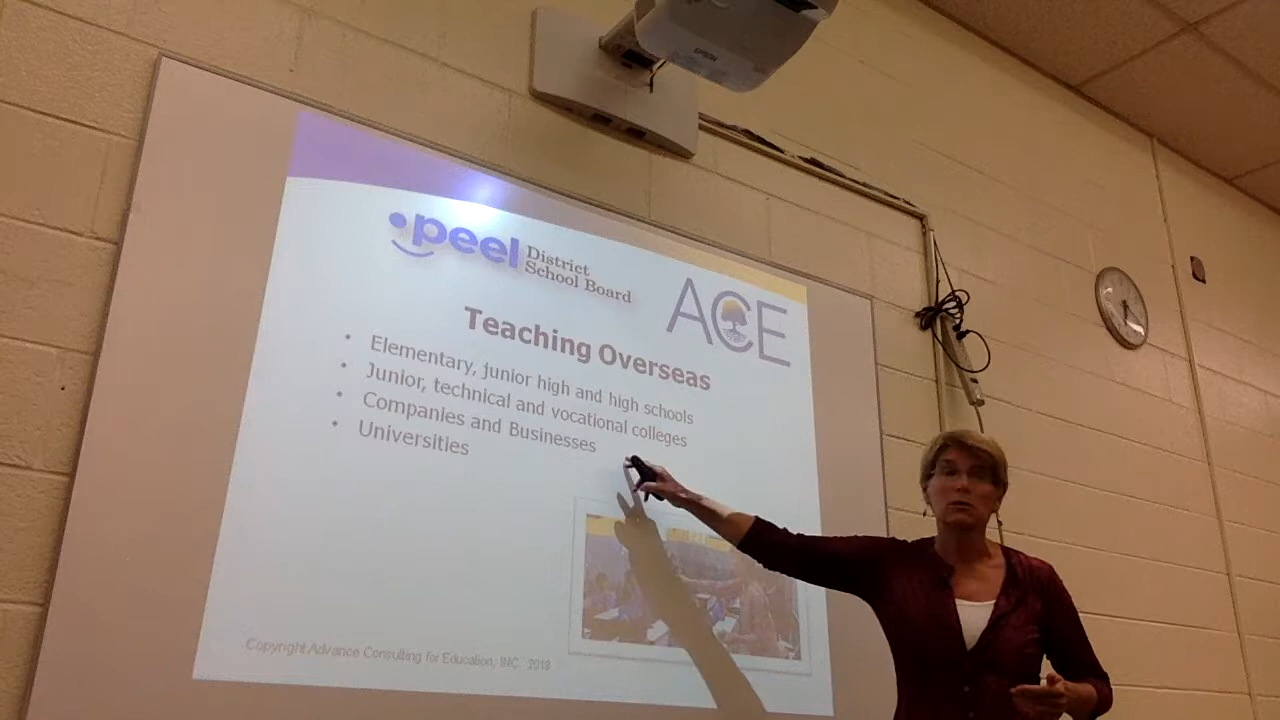 EPSON
peel
District
School Board
ACE
Teaching Overseas
• Elementary, junior high and high schools
• Junior, technical and vocational colleges
• Companies and Businesses
• Universities
Copyright Advance Consulting for Education, INC. 2018